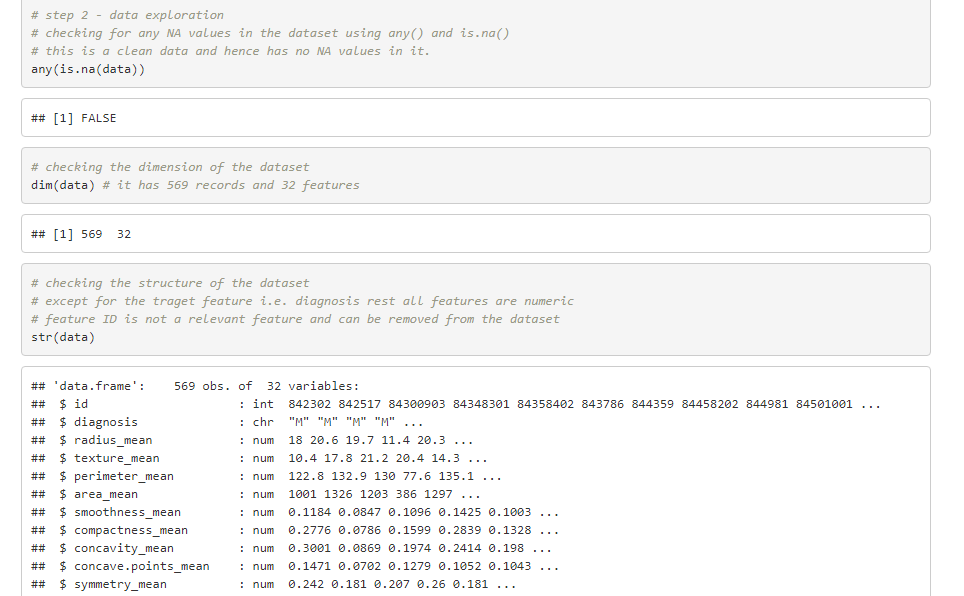 # step 2 - data exploration
# checking for any NA values in the dataset using any() and is.na()
# this is a clean data and hence has no NA values in it.
any(is.na(data))
## [1] FALSE
# checking the dimension of the dataset
dim(data) # it has 569 records and 32 features
## [1] 569  32
# checking the structure of the dataset
# except for the traget feature i.e. diagnosis rest all features are numeric
# feature ID is not a relevant feature and can be removed from the dataset
str(data)
## 'data.frame':    569 obs. of  32 variables:
##  $ id                     : int  842302 842517 84300903 84348301 84358402 843786 844359 84458202 844981 84501001 ...
##  $ diagnosis              : chr  "M" "M" "M" "M" ...
##  $ radius_mean            : num  18 20.6 19.7 11.4 20.3 ...
##  $ texture_mean           : num  10.4 17.8 21.2 20.4 14.3 ...
##  $ perimeter_mean         : num  122.8 132.9 130 77.6 135.1 ...
##  $ area_mean              : num  1001 1326 1203 386 1297 ...
##  $ smoothness_mean        : num  0.1184 0.0847 0.1096 0.1425 0.1003 ...
##  $ compactness_mean       : num  0.2776 0.0786 0.1599 0.2839 0.1328 ...
##  $ concavity_mean         : num  0.3001 0.0869 0.1974 0.2414 0.198 ...
##  $ concave.points_mean    : num  0.1471 0.0702 0.1279 0.1052 0.1043 ...
##  $ symmetry_mean          : num  0.242 0.181 0.207 0.26 0.181 ...